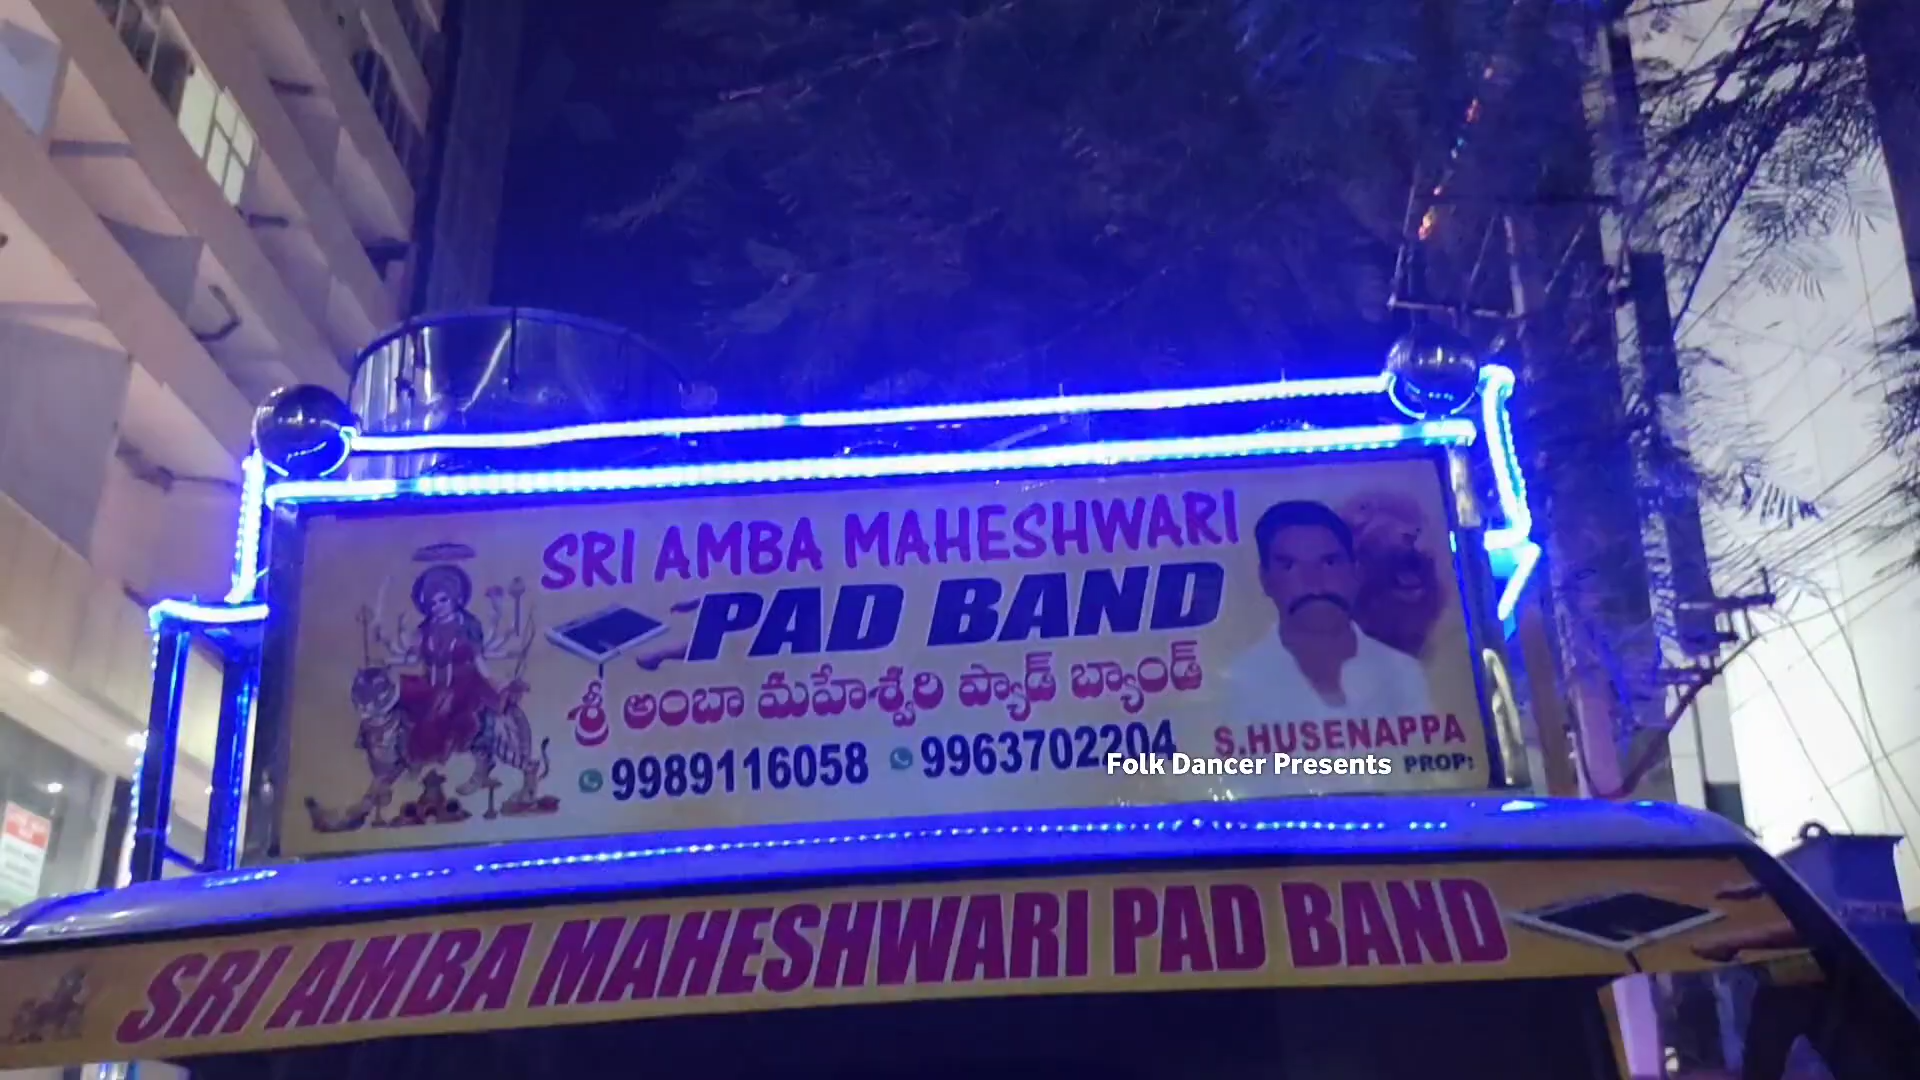 SRI AMBA MAHESHWARI
PAD BAND
శ్రీ అంబా మహేశ్వరి ప్యాడ్ బ్యాండ్
9989116058 9963702204
S.HUSENAPPA
PROP:
Folk Dancer Presents
SRI AMBA MAHESHWARI PAD BAND